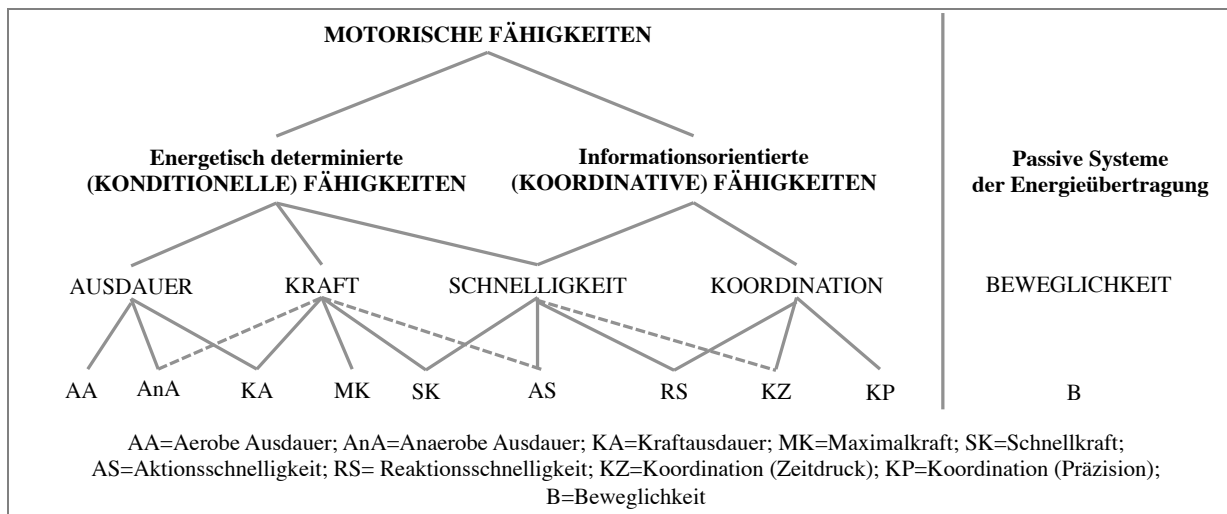 MOTORISCHE FÄHIGKEITEN
Energetisch determinierte
(KONDITIONELLE) FÄHIGKEITEN
Informationsorientierte
(KOORDINATIVE) FÄHIGKEITEN
Passive Systeme
der Energieübertragung
AUSDAUER
KRAFT
SCHNELLIGKEIT
KOORDINATION
BEWEGLICHKEIT
AA
AnA
KA
MK
SK
AS
RS
KZ
KP
B
AA=Aerobe Ausdauer; AnA=Anaerobe Ausdauer; KA=Kraftausdauer; MK=Maximalkraft; SK=Schnellkraft;
AS=Aktionsschnelligkeit; RS= Reaktionsschnelligkeit; KZ=Koordination (Zeitdruck); KP=Koordination (Präzision);
B=Beweglichkeit